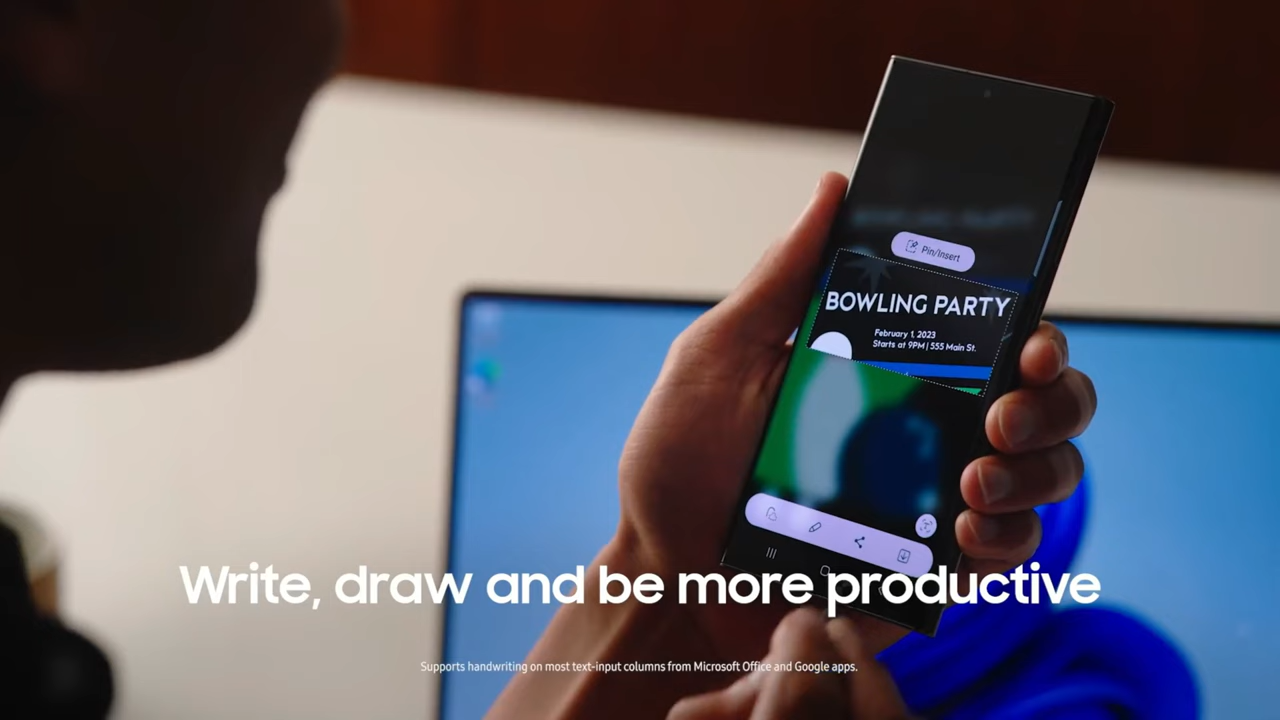 Pin/Insert
BOWLING PARTY
February 1, 2023
Starts at 9PM | 555 Main St.
Write, draw and be more productive
Supports handwriting on most text-input columns from Microsoft Office and Google apps.